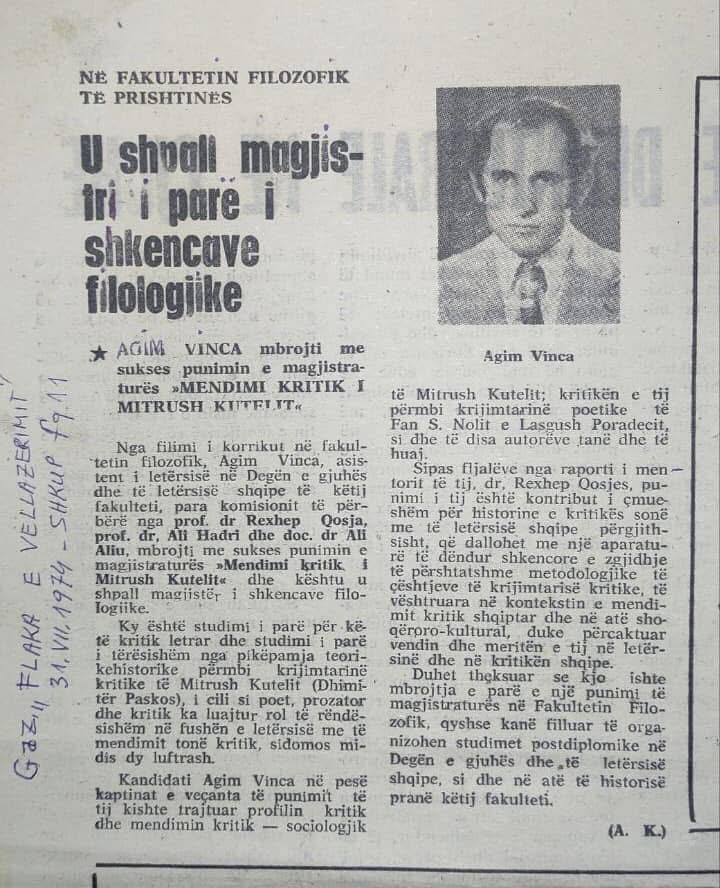 NË FAKULTETIN FILOZOFIK
TË PRISHTINËS
U shpall magjis-
tri i parë i
shkencave
filologjike
★ AGIM VINCA mbrojti me
sukses punimin e magjistra-
turës »MENDIMI KRITIK I
MITRUSH KUTELIT«
Nga filimi i korrikut në fakul-
tetin filozofik, Agim Vinca, asis-
tent i letërsisë në Degën e gjuhës
dhe të letërsisë shqipe të këtij
fakulteti, para komisionit të për-
bërë nga prof. dr Rexhep Qosja,
prof. dr, Ali Hadri dhe doc. dr Ali
Aliu, mbrojti me sukses punimin e
magjistraturës »Mendimi kritik i
Mitrush Kutelit« dhe kështu u
shpall magjistër i shkencave filo-
logjike.
Ky është studimi i parë për kë-
të kritik letrar dhe studimi i parë
i tërësishëm nga pikëpamja teori-
kehistorike përmbi krijimtarinë
kritike të Mitrush Kutelit (Dhimi-
tër Paskos), i cili si poet, prozator
dhe kritik ka luajtur rol të rëndë-
sishëm në fushën e letërsisë me të
mendimit tonë kritik, sidomos mi-
dis dy luftrash.
Kandidati Agim Vinca në pesë
kaptinat e veçanta të punimit të
tij kishte trajtuar profilin kritik
dhe mendimin kritik — sociologjik
Agim Vinca
të Mitrush Kutelit; kritikën e tij
përmbi krijimtarinë poetike të
Fan S. Nolit e Lasgush Poradecit,
si dhe të disa autorëve tanë dhe të
huaj.
Sipas fljalëve nga raporti i men-
torit të tij, dr, Rexhep Qosjes, pu-
nimi i tij është kontribut i çmue-
shëm për historine e kritikës sonë
me të letërsisë shqipe përgjith-
sisht, që dallohet me një aparatu-
rë të dëndur shkencore e zgjidhje
të përshtatshme metodologjike të
çështjeve të krijimtarisë kritike, të
vështruara në kontekstin e mendi-
mit kritik shqiptar dhe në atë sho-
qërpro-kultural, duke përcaktuar
vendin dhe meritën e tij në letër-
sinë dhe në kritikën shqipe.
Duhet theksuar se kjo ishte
mbrojtja e parë e një punimi të
magjistraturës në Fakultetin Filo-
zofik, qyshse kanë filluar të orga-
nizohen studimet postdiplomike në
Degën e gjuhës dhe të letërsisë
shqipe, si dhe në atë të historisë
pranë këtij fakulteti.
(A. K.)
Gaz. „FLAKA E VËLLAZËRIMIT"
31.VII.1974 - SHKUP fq. 11